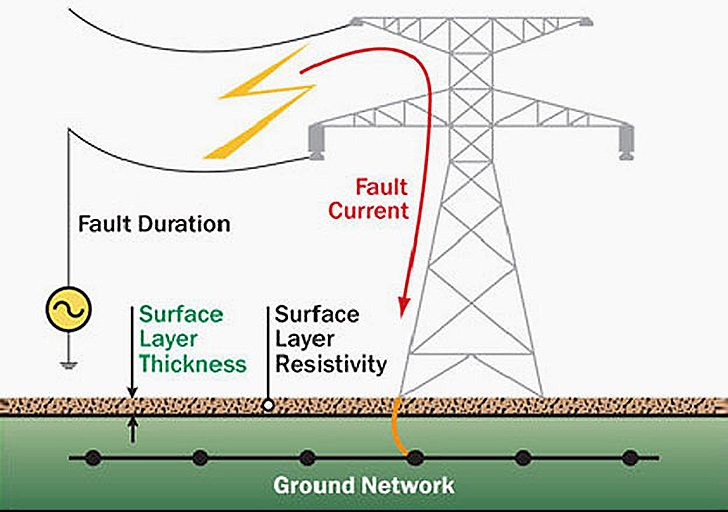 Fault
Current
Fault Duration
Surface
Layer
Thickness
Surface
Layer
Resistivity
Ground Network